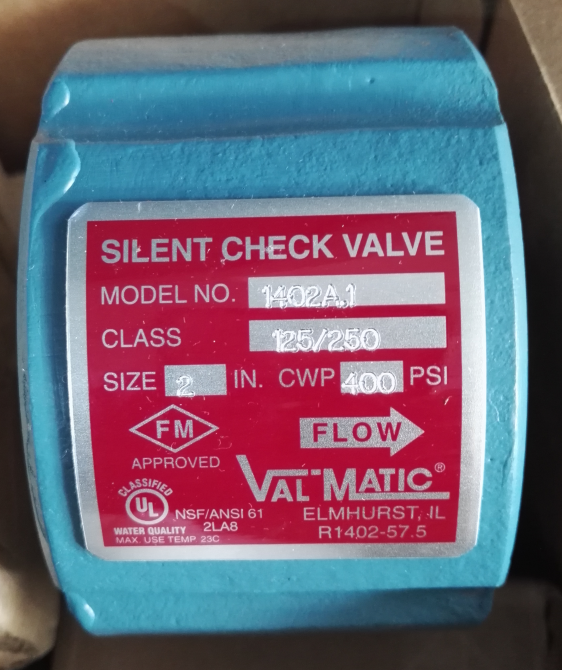 SILENT CHECK VALVE
MODEL NO. 1402A.1
CLASS 125/250
SIZE 2 IN. CWP 400 PSI
FM
APPROVED
FLOW
CLASSIFIED
UL
WATER QUALITY
MAX. USE TEMP 23C
NSF/ANSI 61
2LA8
VAL-MATIC®
ELMHURST, IL
R1402-57.5